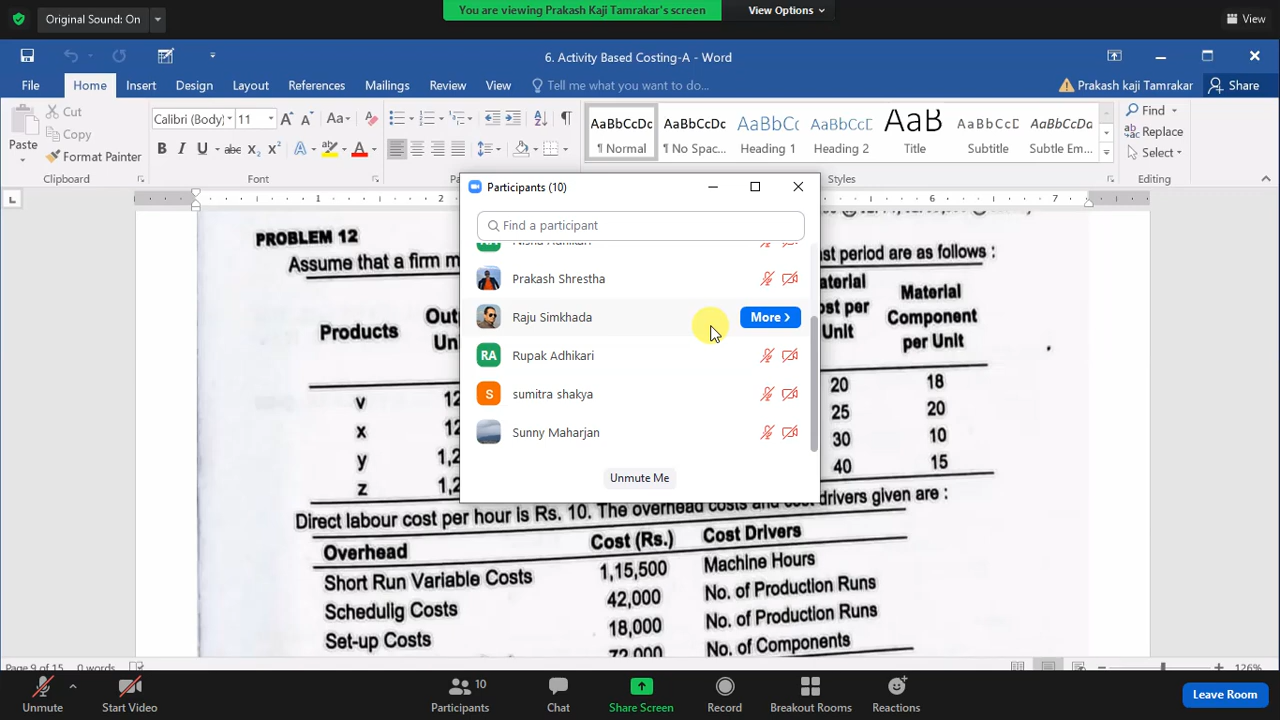 Original Sound: On
You are viewing Prakash Kaji Tamrakar's screen
View Options
View
6. Activity Based Costing-A - Word
File Home Insert Design Layout References Mailings Review View Tell me what you want to do... Prakash kaji Tamrakar Share
Paste
Cut
Copy
Format Painter
Clipboard
Calibri (Body) 11
AaBbCcDc AaBbCcDc AaBbCc AaBbCcC AaB AaBbCcD AaBbCcDa
¶ Normal ¶ No Spac... Heading 1 Heading 2 Title Subtitle Subtle Em...
Styles
Find
Replace
Select
Editing
2 6 7
Participants (10)
Find a participant
Nisha Adhikari
Prakash Shrestha
Raju Simkhada
More
RA Rupak Adhikari
S sumitra shakya
Sunny Maharjan
Unmute Me
PROBLEM 12
Assume that a firm period are as follows :
Products
per Unit
Material Component per Unit
v 20 18
x 25 20
y 30 10
z 40 15
Direct labour cost per hour is Rs. 10. The overhead costs and cost drivers given are :
Overhead Cost (Rs.) Cost Drivers
Short Run Variable Costs 1,15,500 Machine Hours
Schedulig Costs 42,000 No. of Production Runs
Set-up Costs 18,000 No. of Production Runs
No. of Components
Page 9 of 15 0 words
126%
Unmute
Start Video
Participants 10
Chat
Share Screen
Record
Breakout Rooms
Reactions
Leave Room